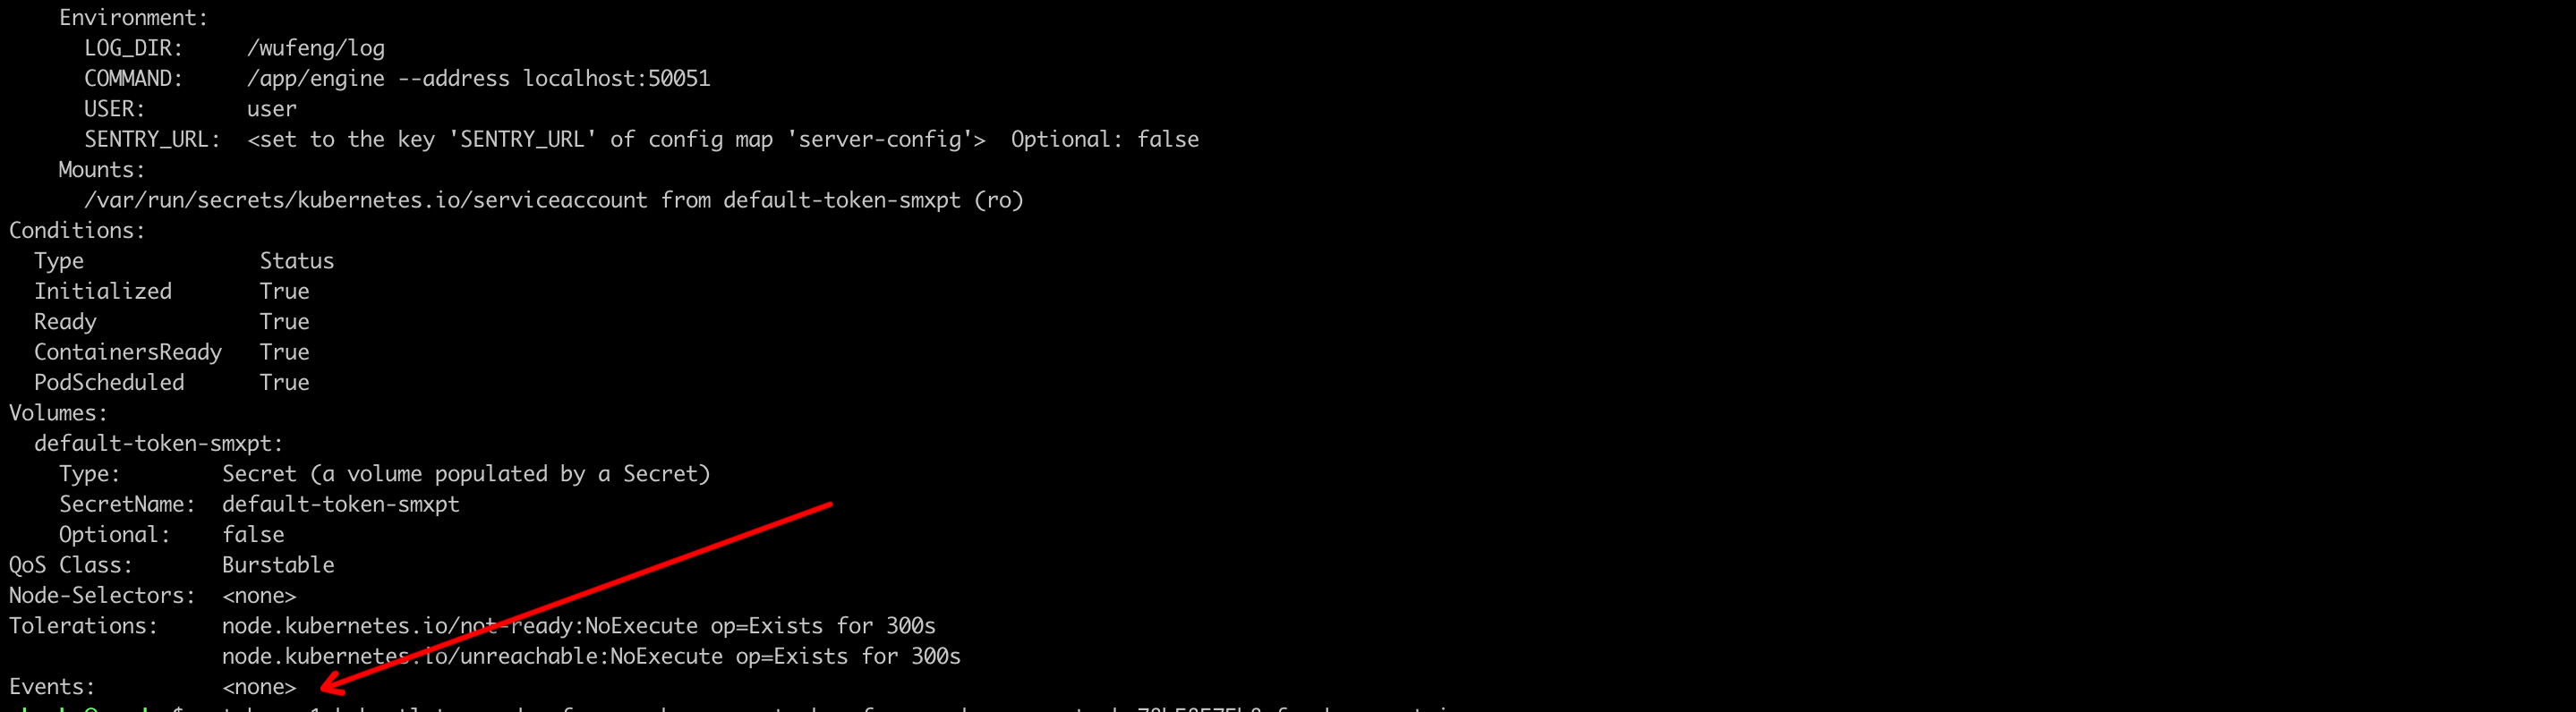 Environment:
LOG_DIR: /wufeng/log
COMMAND: /app/engine --address localhost:50051
USER: user
SENTRY_URL: <set to the key 'SENTRY_URL' of config map 'server-config'> Optional: false
Mounts:
/var/run/secrets/kubernetes.io/serviceaccount from default-token-smxpt (ro)
Conditions:
Type Status
Initialized True
Ready True
ContainersReady True
PodScheduled True
Volumes:
default-token-smxpt:
Type: Secret (a volume populated by a Secret)
SecretName: default-token-smxpt
Optional: false
QoS Class: Burstable
Node-Selectors: <none>
Tolerations: node.kubernetes.io/not-ready:NoExecute op=Exists for 300s
node.kubernetes.io/unreachable:NoExecute op=Exists for 300s
Events: <none>